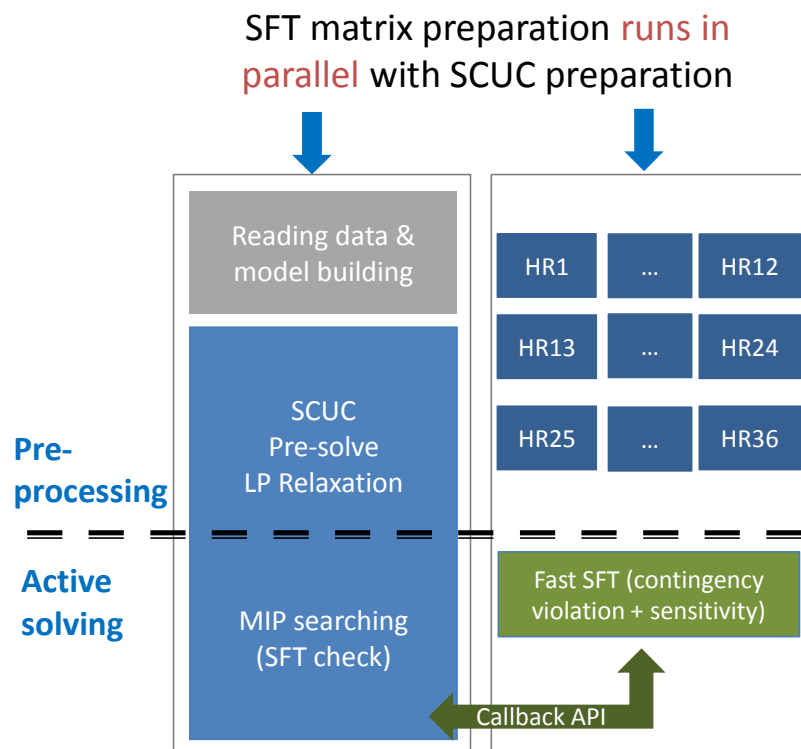 SFT matrix preparation runs in
parallel with SCUC preparation
Reading data &
model building
HR1
...
HR12
HR13
...
HR24
HR25
...
HR36
SCUC
Pre-solve
LP Relaxation
Pre-
processing
Active
solving
MIP searching
(SFT check)
Fast SFT (contingency
violation + sensitivity)
Callback API